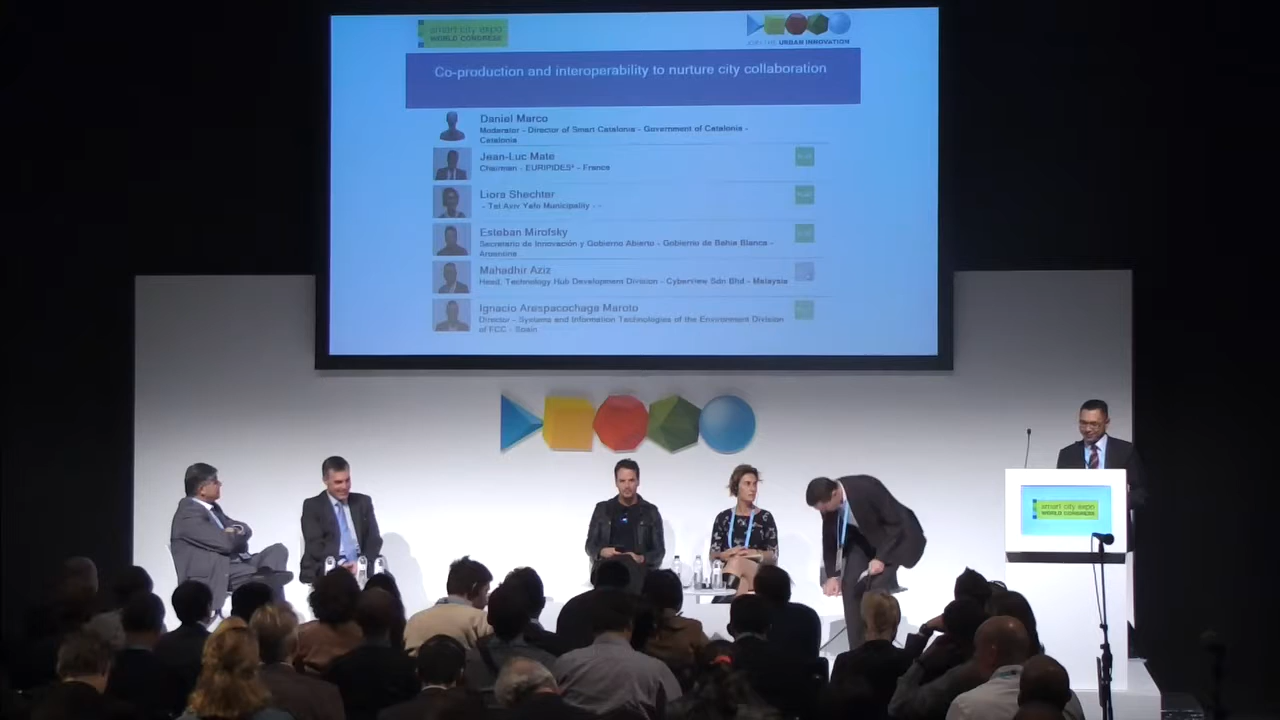 smart city expo
WORLD CONGRESS
JOIN THE URBAN INNOVATION
Co-production and interoperability to nurture city collaboration
Daniel Marco
Moderator - Director of Smart Catalonia - Government of Catalonia -
Catalonia
Jean-Luc Mate
Chairman - EURIPIDES² - France
Liora Shechter
- Tel Aviv Yafo Municipality - -
Esteban Mirofsky
Secretario de Innovación y Gobierno Abierto - Gobierno de Bahia Blanca -
Argentina
Mahadhir Aziz
Head, Technology Hub Development Division - Cyberview Sdn Bhd - Malaysia
Ignacio Arespacochaga Maroto
Director - Systems and Information Technologies of the Environment Division
of FCC - Spain
smart city expo
WORLD CONGRESS